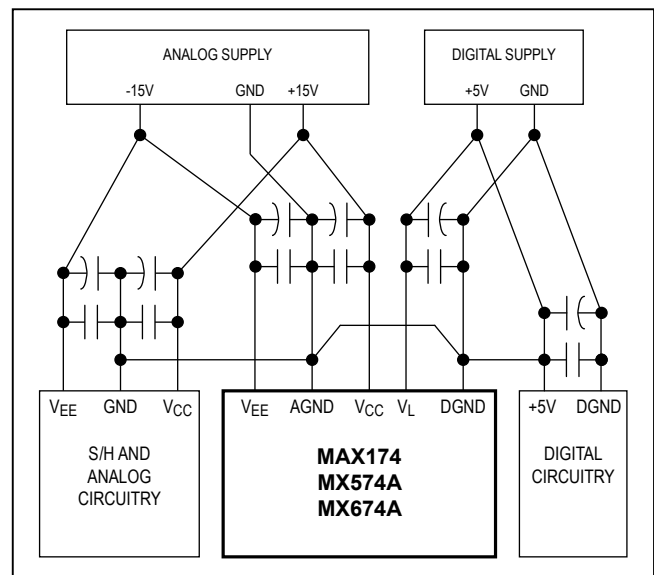 ANALOG SUPPLY
-15V GND +15V
DIGITAL SUPPLY
+5V GND
VEE GND VCC
S/H AND
ANALOG
CIRCUITRY
VEE AGND VCC VL DGND
MAX174
MX574A
MX674A
+5V DGND
DIGITAL
CIRCUITRY